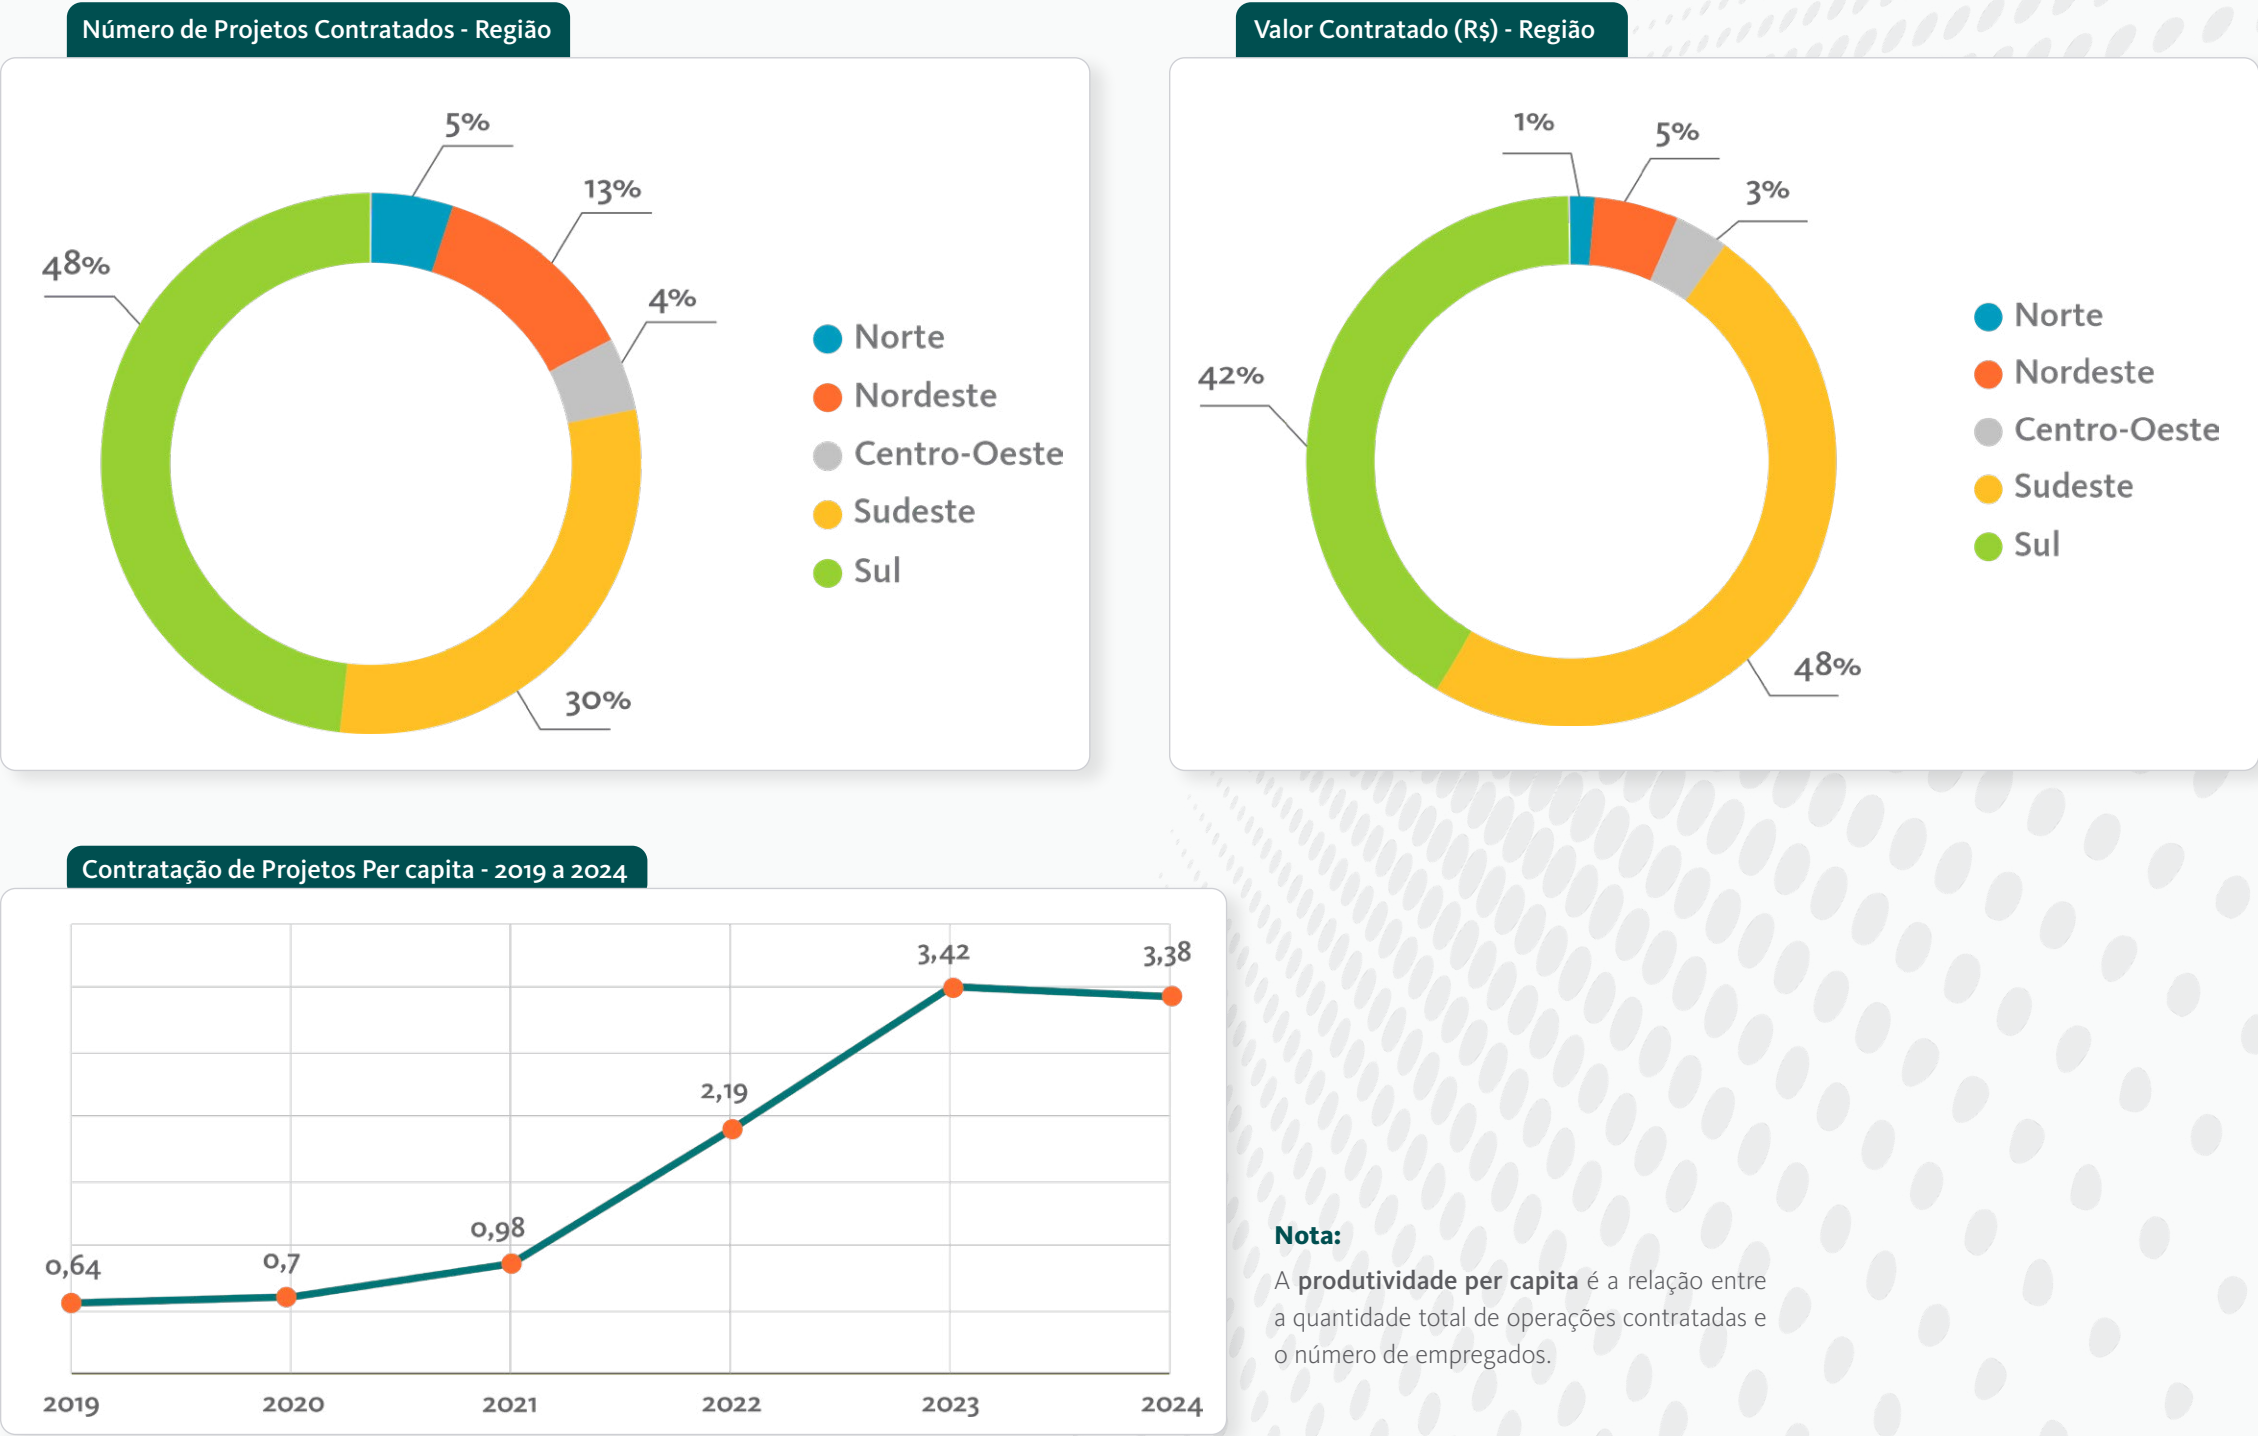 Número de Projetos Contratados - Região
5%
13%
48%
4%
30%
Norte
Nordeste
Centro-Oeste
Sudeste
Sul
Valor Contratado (R$) - Região
1%
5%
3%
42%
48%
Norte
Nordeste
Centro-Oeste
Sudeste
Sul
Contratação de Projetos Per capita - 2019 a 2024
0,64
0,7
0,98
2,19
3,42
3,38
2019
2020
2021
2022
2023
2024
Nota:
A produtividade per capita é a relação entre
a quantidade total de operações contratadas e
o número de empregados.